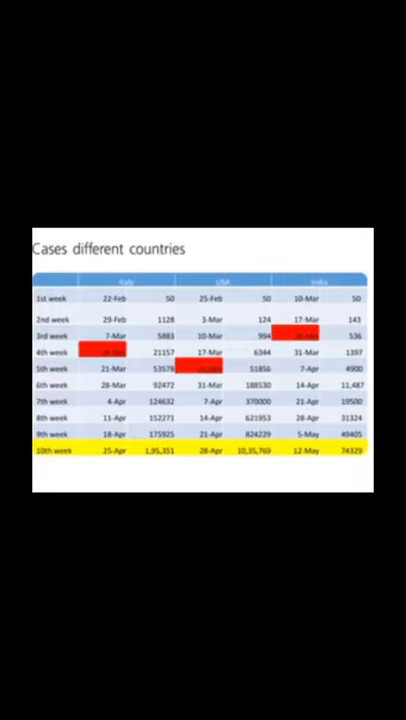 Cases different countries
Italy USA India
1st week 22-Feb 50 25-Feb 50 10-Mar 50
2nd week 29-Feb 1128 3-Mar 124 17-Mar 143
3rd week 7-Mar 5883 10-Mar 994 536
4th week 21157 17-Mar 6344 31-Mar 1397
5th week 21-Mar 53578 51856 7-Apr 4900
6th week 28-Mar 92472 31-Mar 188530 14-Apr 11,487
7th week 4-Apr 124632 7-Apr 370000 21-Apr 19500
8th week 11-Apr 152271 14-Apr 621953 28-Apr 31324
9th week 18-Apr 175925 21-Apr 824229 5-May 49405
10th week 25-Apr 1,95,351 28-Apr 10,35,769 12-May 74329